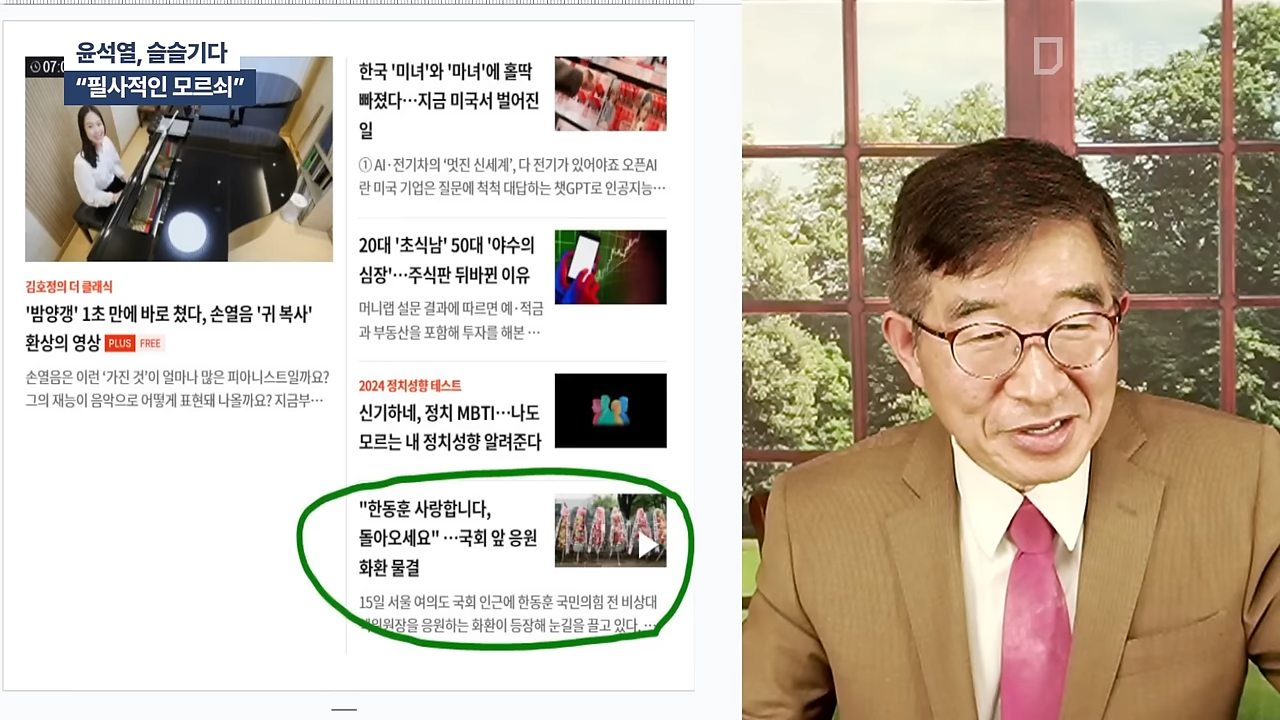 윤석열, 슬슬기다
"필사적인 모르쇠"
07:0
김호정의 더 클래식
'밤양갱' 1초 만에 바로 쳤다, 손열음 '귀 복사'
환상의 영상 PLUS FREE
손열음은 이런 '가진 것'이 얼마나 많은 피아니스트일까요?
그의 재능이 음악으로 어떻게 표현돼 나올까요? 지금부…
한국 '미녀'와 '마녀'에 홀딱
빠졌다…지금 미국서 벌어진
일
① AI·전기차의 '멋진 신세계', 다 전기가 있어야죠 오픈AI
란 미국 기업은 질문에 척척 대답하는 챗GPT로 인공지능…
20대 '초식남' 50대 '야수의
심장'…주식판 뒤바뀐 이유
머니랩 설문 결과에 따르면 예·적금
과 부동산을 포함해 투자를 해본 …
2024 정치성향 테스트
신기하네, 정치 MBTI…나도
모르는 내 정치성향 알려준다
"한동훈 사랑합니다,
돌아오세요" …국회 앞 응원
화환 물결
15일 서울 여의도 국회 인근에 한동훈 국민의힘 전 비상대
책위원장을 응원하는 화환이 등장해 눈길을 끌고 있다. …